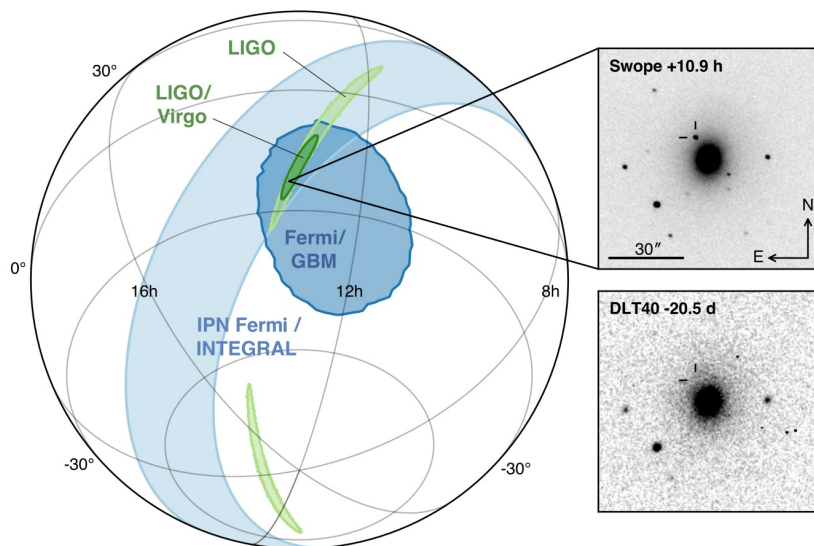 LIGO
30°
LIGO/
Virgo
Fermi/
GBM
0°
16h
12h
8h
IPN Fermi /
INTEGRAL
-30°
-30°
Swope +10.9 h
N
30″
E
DLT40 -20.5 d